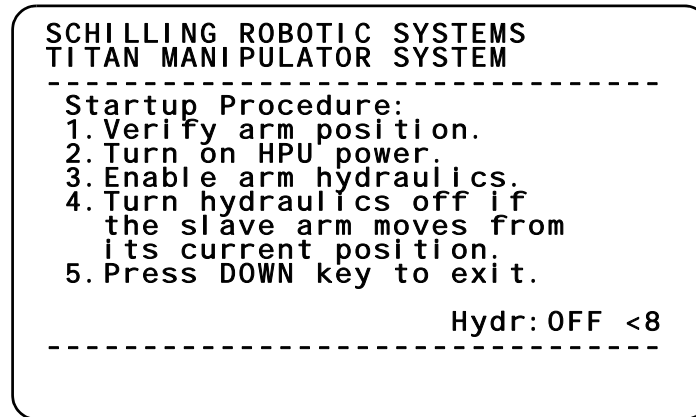 SCHILLING ROBOTIC SYSTEMS
TITAN MANIPULATOR SYSTEM
--------------------------------
Startup Procedure:
1.Verify arm position.
2.Turn on HPU power.
3.Enable arm hydraulics.
4.Turn hydraulics off if
the slave arm moves from
its current position.
5.Press DOWN key to exit.
Hydr:OFF <8
--------------------------------